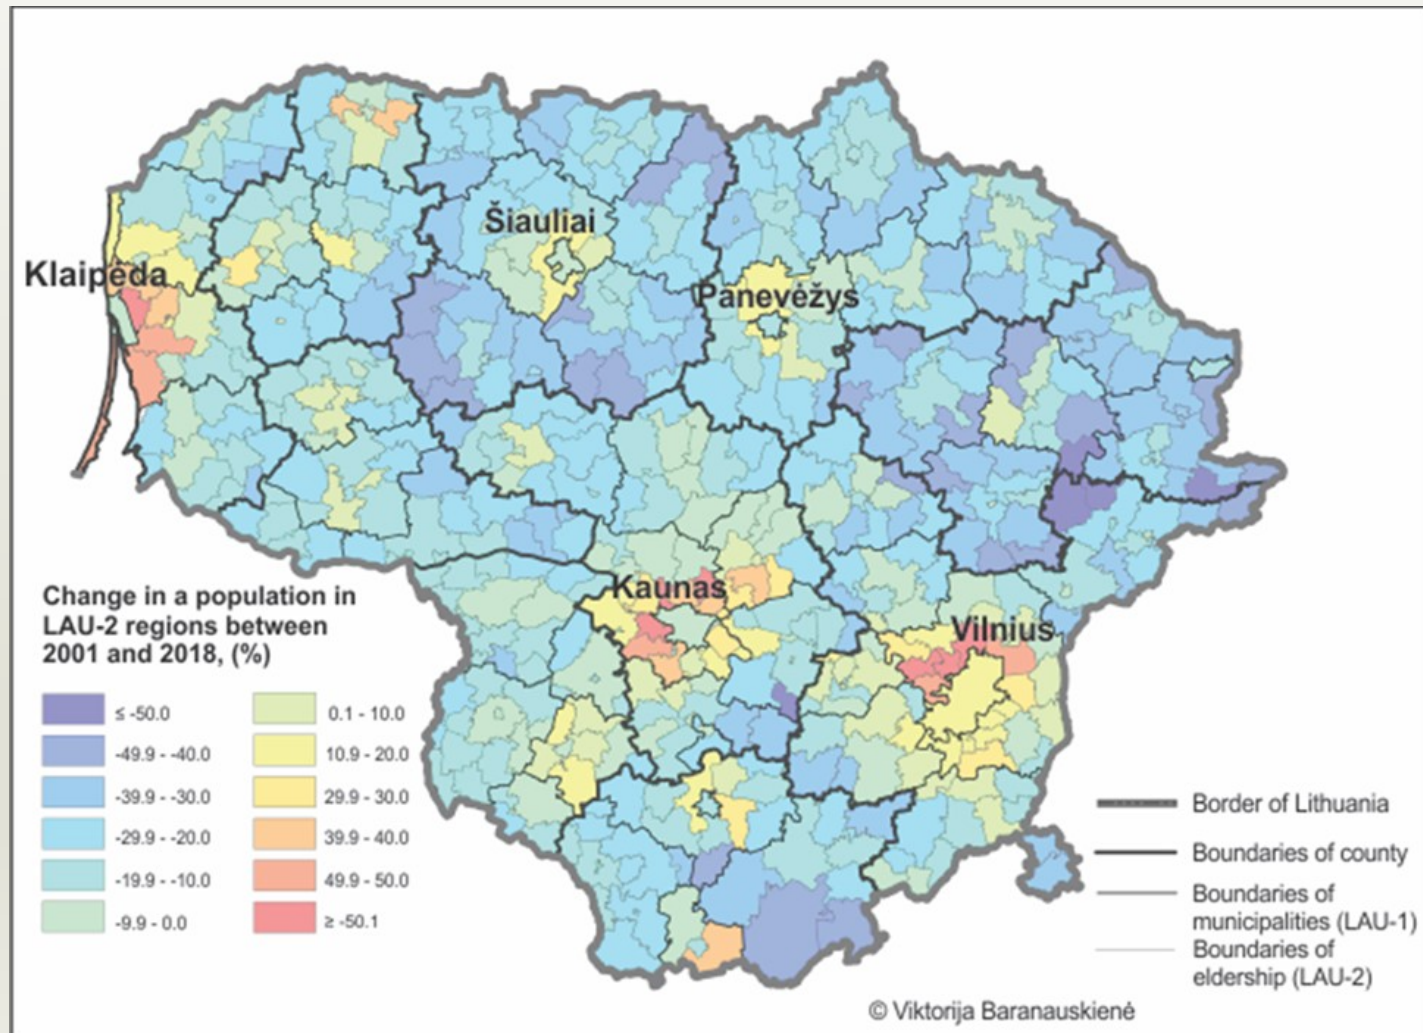 Šiauliai
Klaipėda
Panevėžys
Kaunas
Vilnius
Change in a population in
LAU-2 regions between
2001 and 2018, (%)
≤ -50.0
-49.9 - -40.0
-39.9 - -30.0
-29.9 - -20.0
-19.9 - -10.0
-9.9 - 0.0
0.1 - 10.0
10.9 - 20.0
29.9 - 30.0
39.9 - 40.0
49.9 - 50.0
≥ -50.1
Border of Lithuania
Boundaries of county
Boundaries of
municipalities (LAU-1)
Boundaries of
eldership (LAU-2)
© Viktorija Baranauskienė